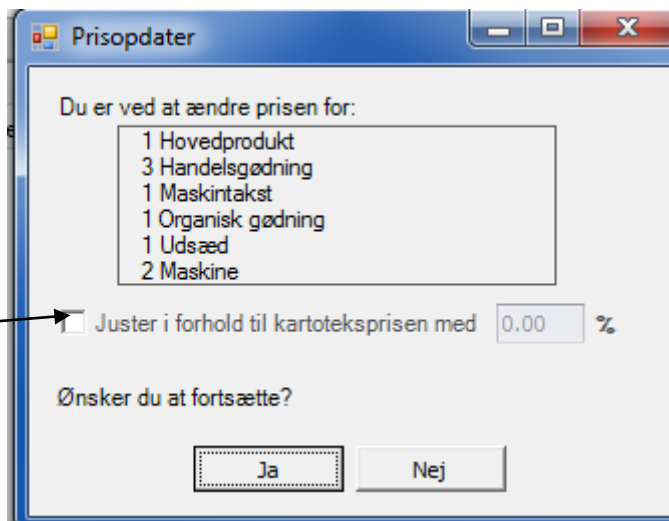 Prisopdater
Du er ved at ændre prisen for:
1 Hovedprodukt
3 Handelsgødning
1 Maskintakst
1 Organisk gødning
1 Udsæd
2 Maskine
Juster i forhold til kartoteksprisen med 0.00 %
Ønsker du at fortsætte?
Ja Nej